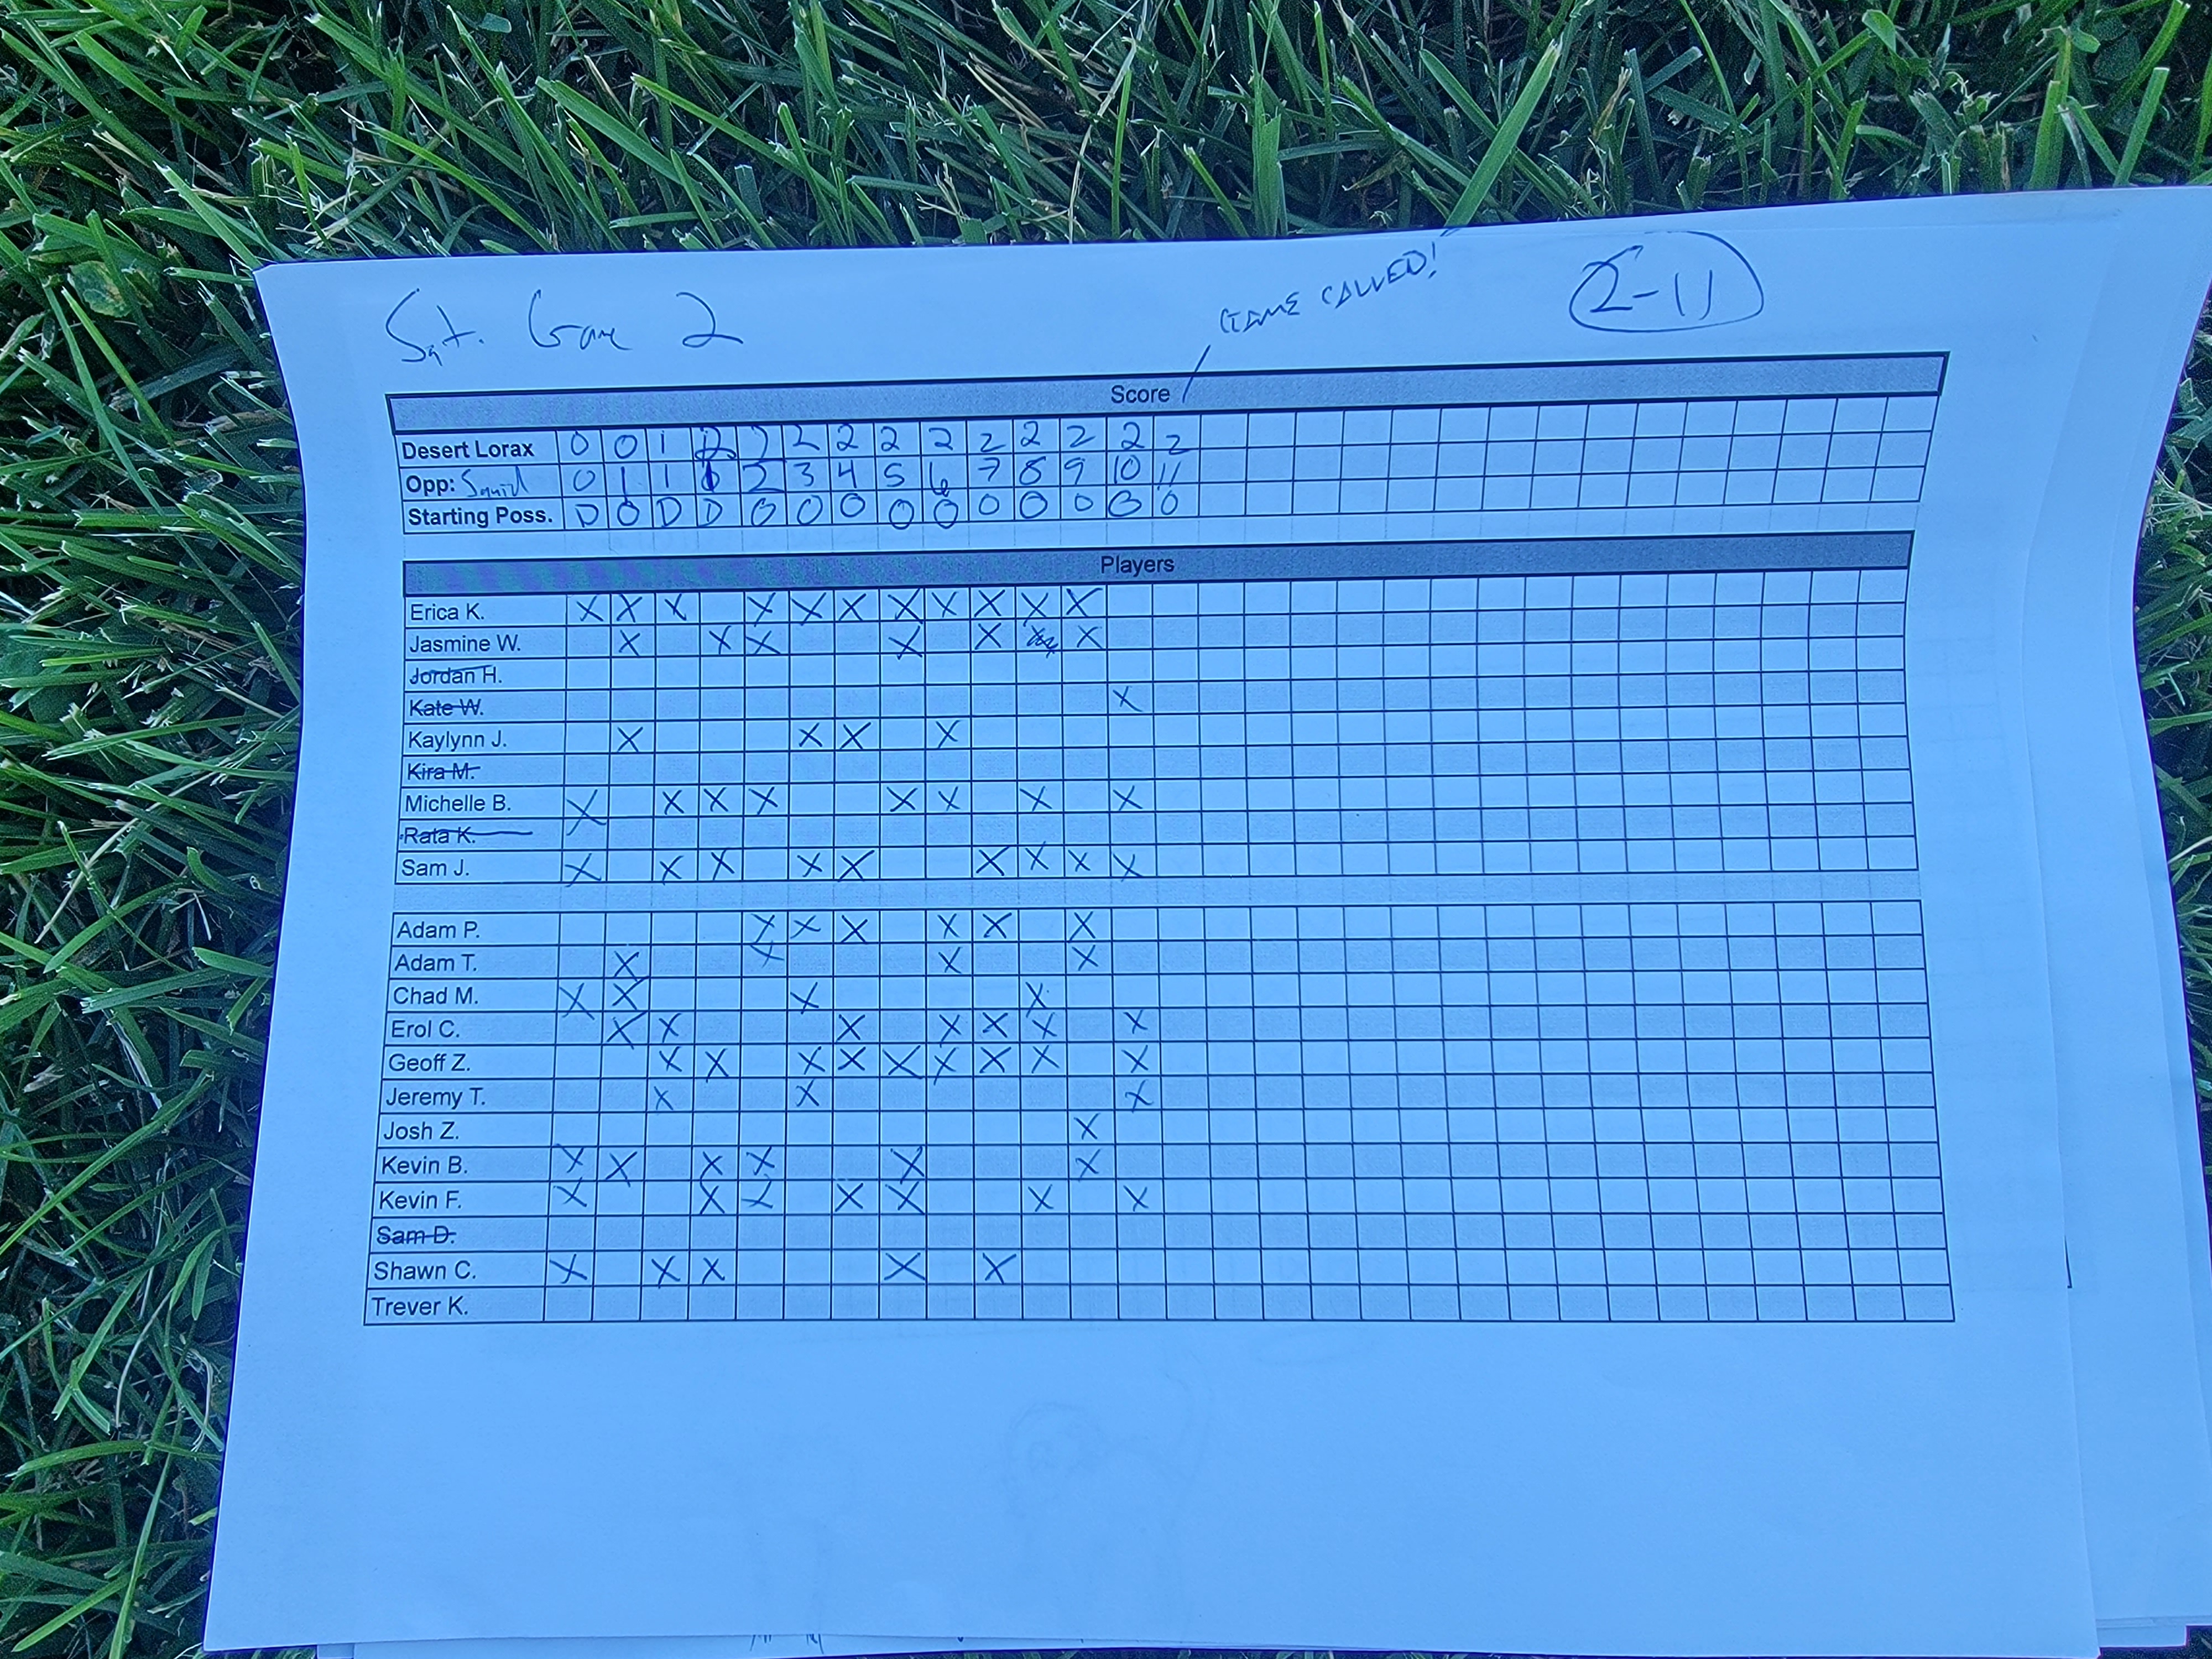 Sat. Game 2
GAME CANNED!
2-11
Score
Desert Lorax 0 0 1 2 2 2 2 2 2 2 2 2 2 2
Opp: Squid 0 1 1 1 2 3 4 5 6 7 8 9 10 11
Starting Poss. D O D D O O O O O O O O O O
Players
Erica K. X X X X X X X X X X X
Jasmine W. X X X X X X
Jordan H.
Kate W. X
Kaylynn J. X X X X
Kira M.
Michelle B. X X X X X X X X
Rata K.
Sam J. X X X X X X X X X
Adam P. X X X X X X
Adam T. X X X X
Chad M. X X X X
Erol C. X X X X X X X
Geoff Z. X X X X X X X X X
Jeremy T. X X X
Josh Z. X
Kevin B. X X X X X X
Kevin F. X X X X X X X
Sam D.
Shawn C. X X X X X
Trever K.